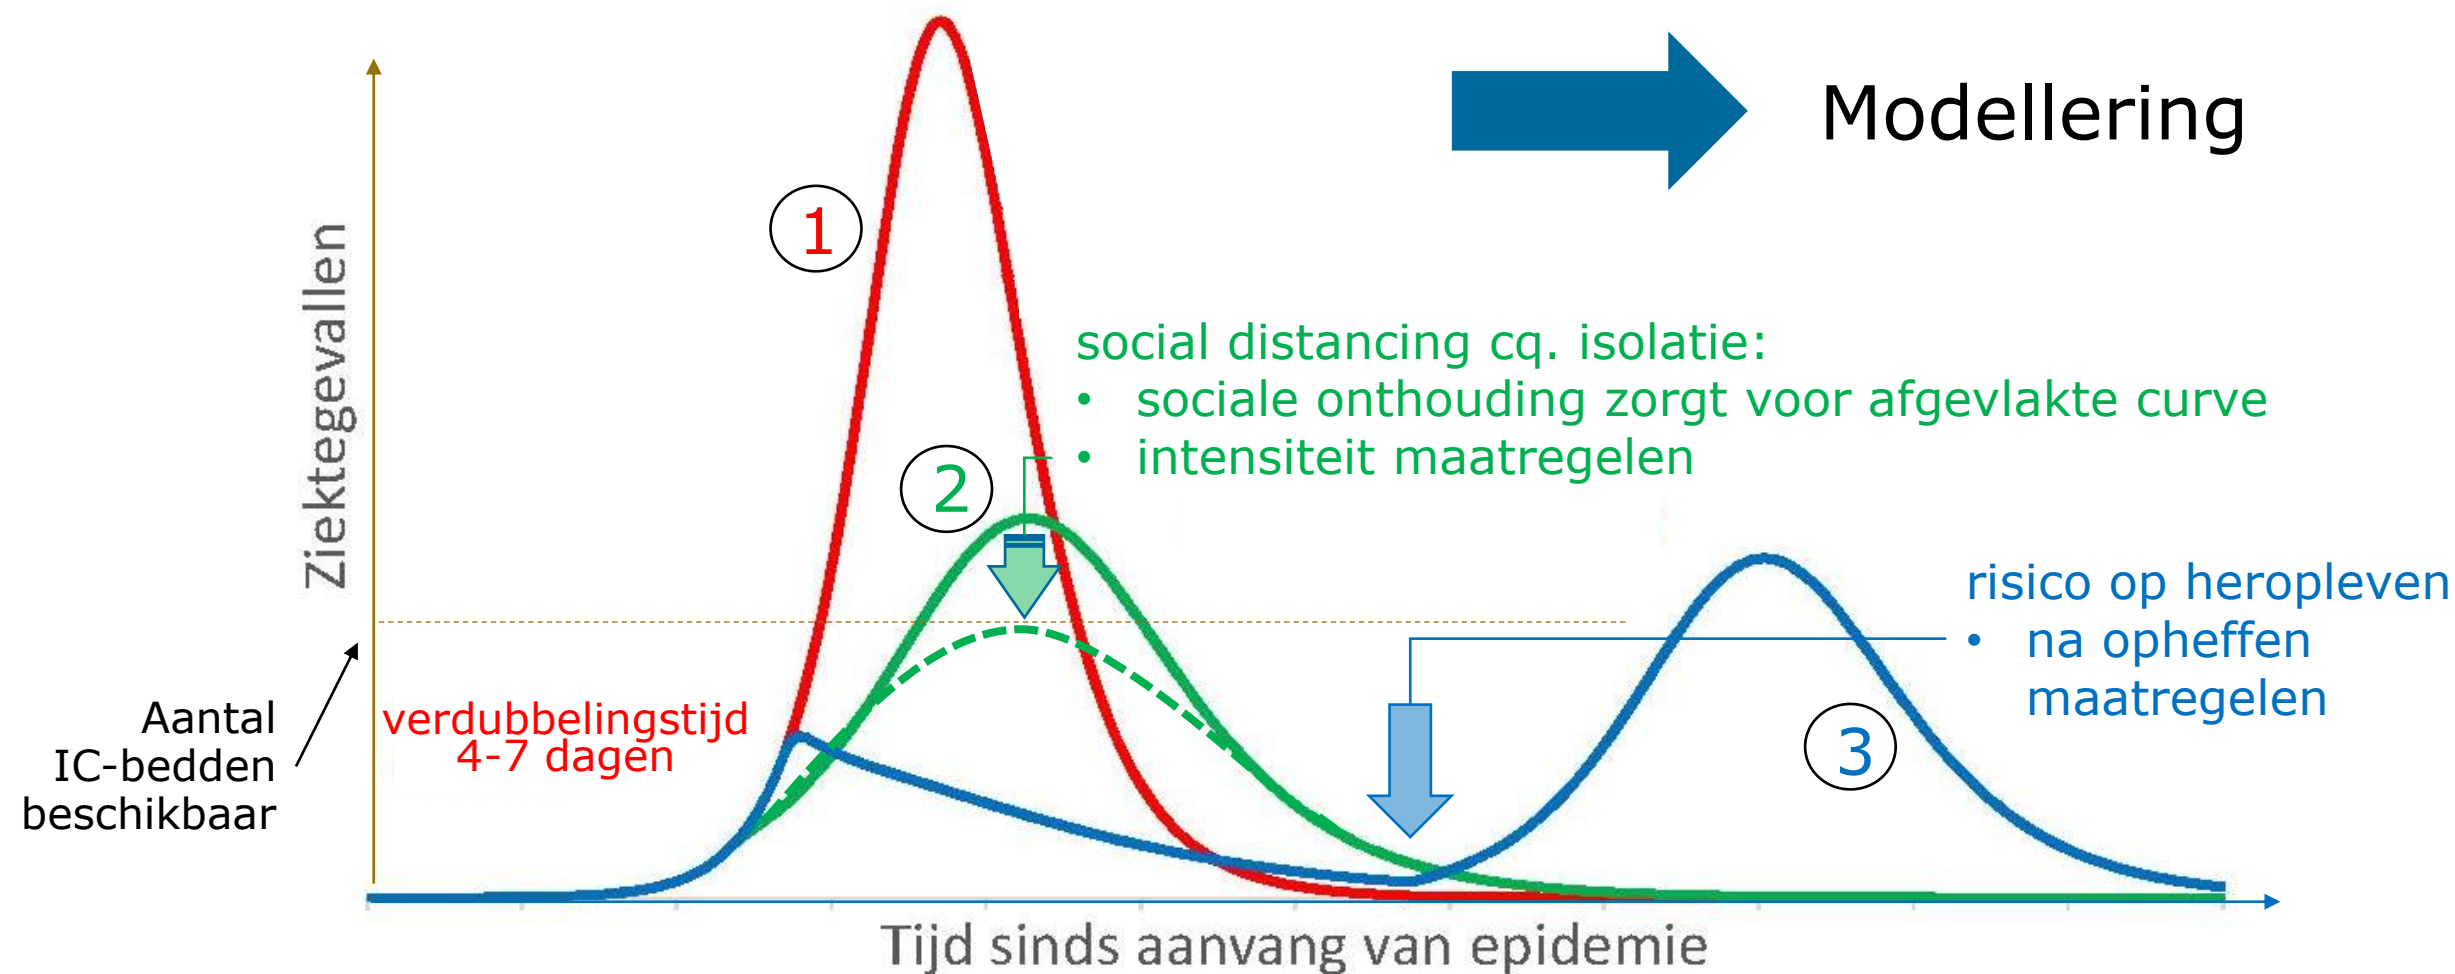 Modellering
Ziektegevallen
1
social distancing cq. isolatie:
• sociale onthouding zorgt voor afgevlakte curve
• intensiteit maatregelen
2
risico op heropleven
• na opheffen
maatregelen
3
Aantal
IC-bedden
beschikbaar
verdubbelingstijd
4-7 dagen
Tijd sinds aanvang van epidemie